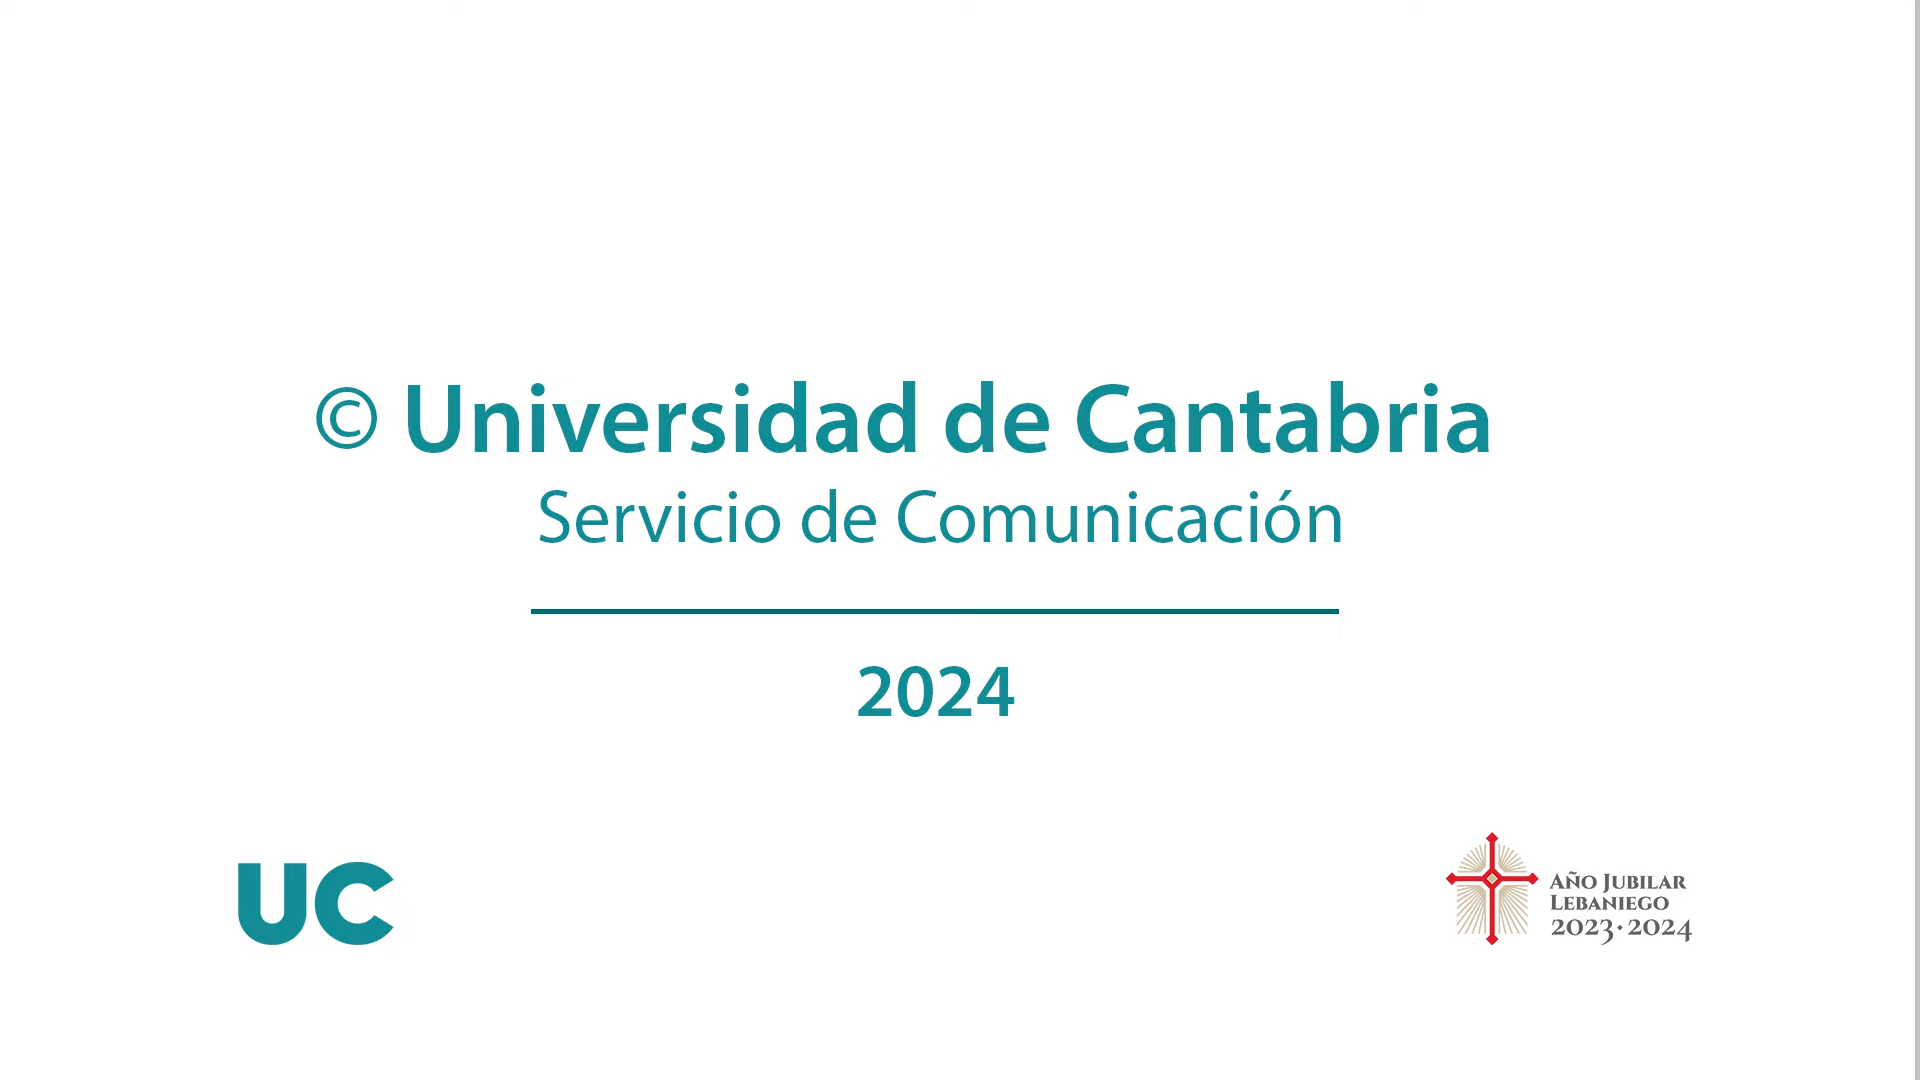 © Universidad de Cantabria
Servicio de Comunicación
2024
UC
Año Jubilar
Lebaniego
2023·2024